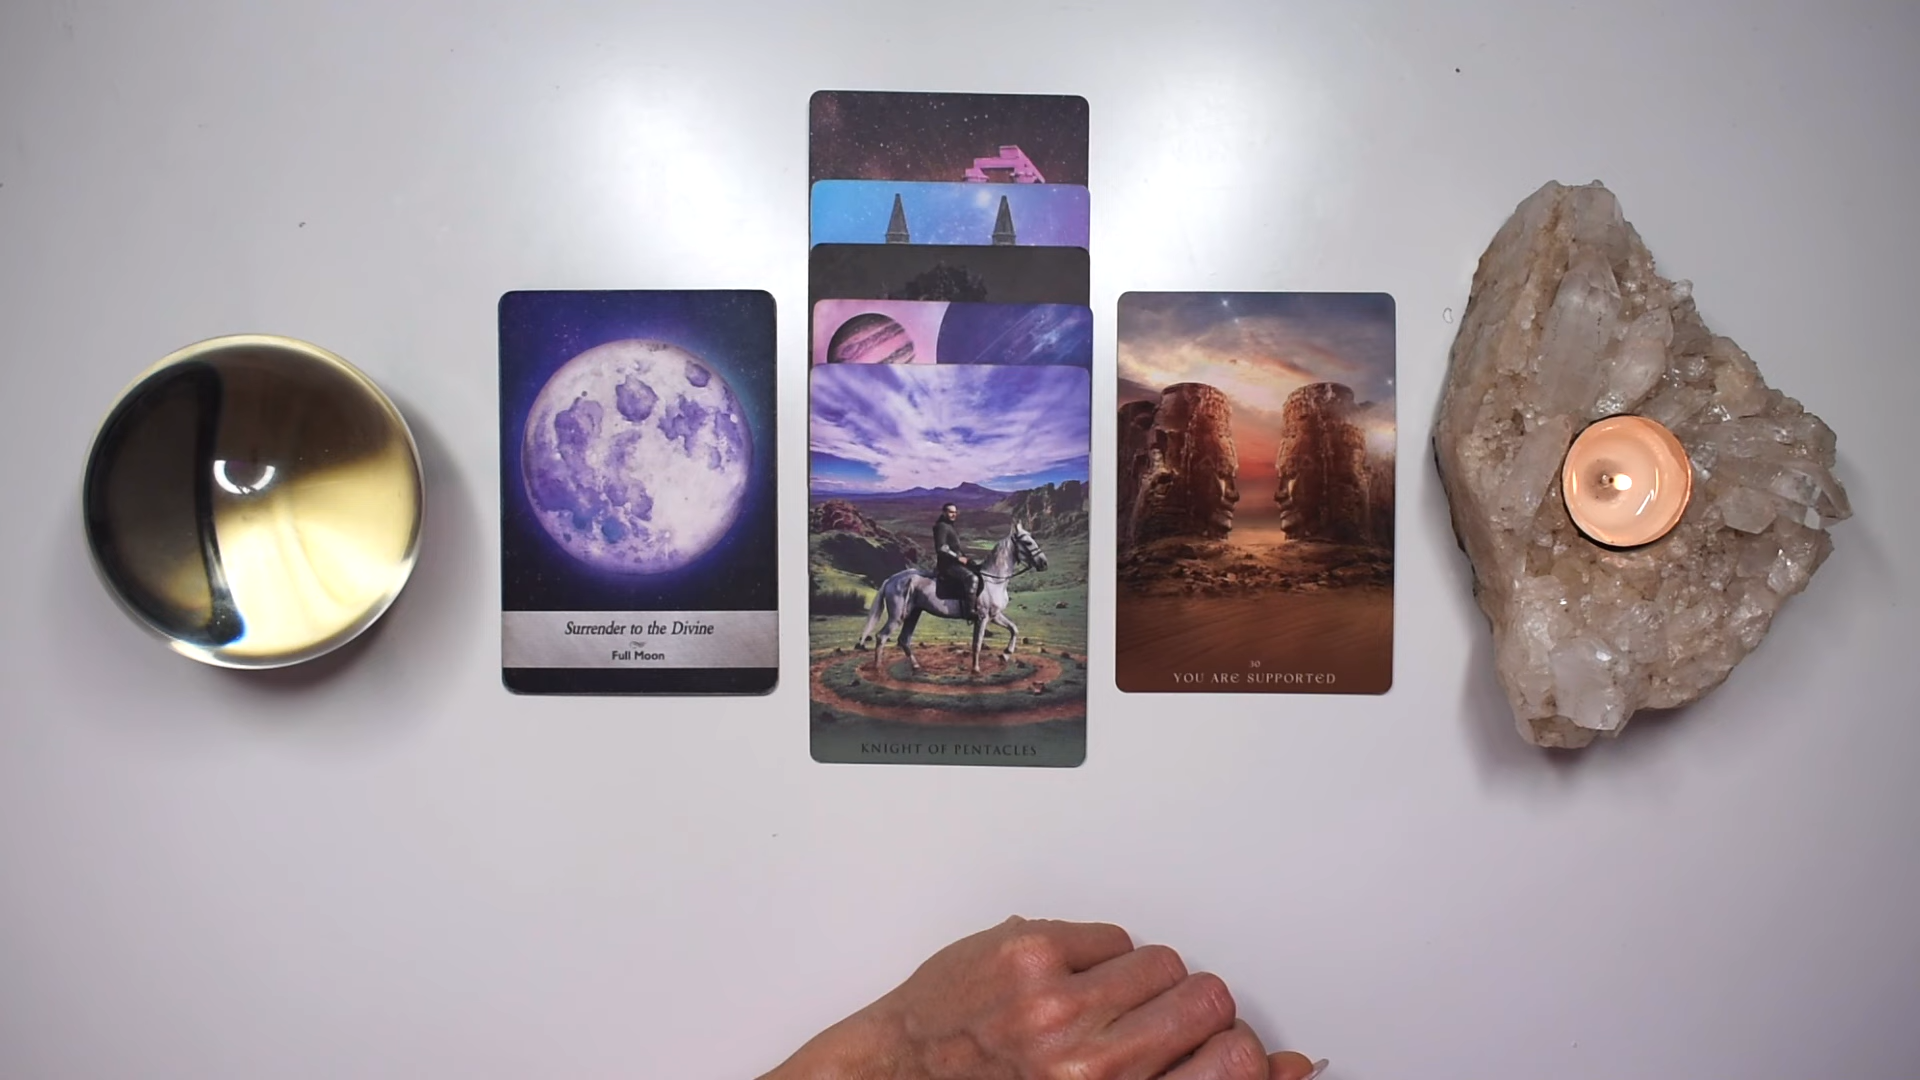 Surrender to the Divine
Full Moon
KNIGHT OF PENTACLES
30
YOU ARE SUPPORTED